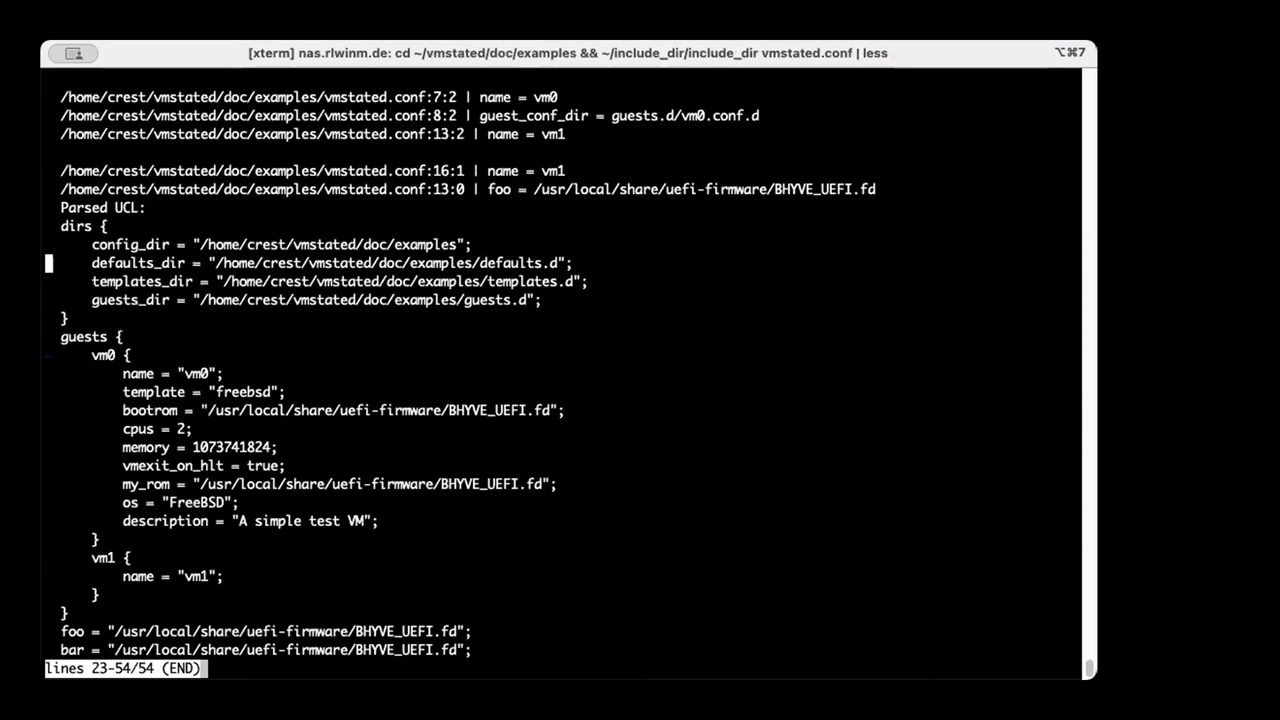 [xterm] nas.rlwinm.de: cd ~/vmstated/doc/examples && ~/include_dir/include_dir vmstated.conf | less
⌥⌘7
/home/crest/vmstated/doc/examples/vmstated.conf:7:2 | name = vm0
/home/crest/vmstated/doc/examples/vmstated.conf:8:2 | guest_conf_dir = guests.d/vm0.conf.d
/home/crest/vmstated/doc/examples/vmstated.conf:13:2 | name = vm1
/home/crest/vmstated/doc/examples/vmstated.conf:16:1 | name = vm1
/home/crest/vmstated/doc/examples/vmstated.conf:13:0 | foo = /usr/local/share/uefi-firmware/BHYVE_UEFI.fd
Parsed UCL:
dirs {
    config_dir = "/home/crest/vmstated/doc/examples";
    defaults_dir = "/home/crest/vmstated/doc/examples/defaults.d";
    templates_dir = "/home/crest/vmstated/doc/examples/templates.d";
    guests_dir = "/home/crest/vmstated/doc/examples/guests.d";
}
guests {
    vm0 {
        name = "vm0";
        template = "freebsd";
        bootrom = "/usr/local/share/uefi-firmware/BHYVE_UEFI.fd";
        cpus = 2;
        memory = 1073741824;
        vmexit_on_hlt = true;
        my_rom = "/usr/local/share/uefi-firmware/BHYVE_UEFI.fd";
        os = "FreeBSD";
        description = "A simple test VM";
    }
    vm1 {
        name = "vm1";
    }
}
foo = "/usr/local/share/uefi-firmware/BHYVE_UEFI.fd";
bar = "/usr/local/share/uefi-firmware/BHYVE_UEFI.fd";
lines 23-54/54 (END)